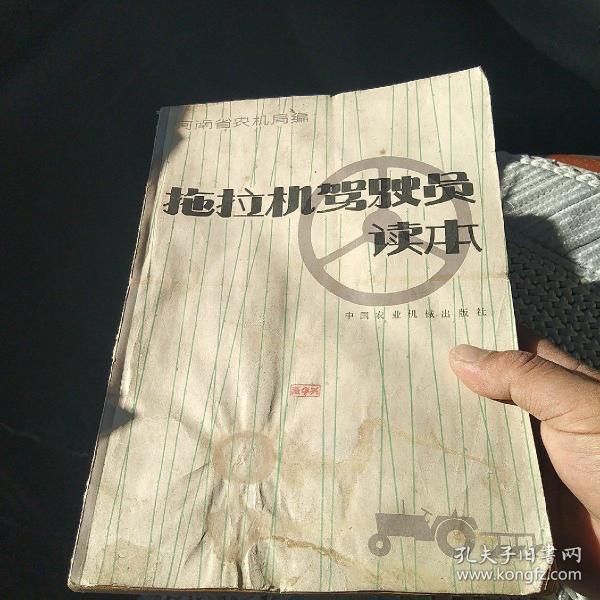 河南省农机局编
拖拉机驾驶员
读本
中国农业机械出版社
孔夫子旧书网
www.kongfz.com